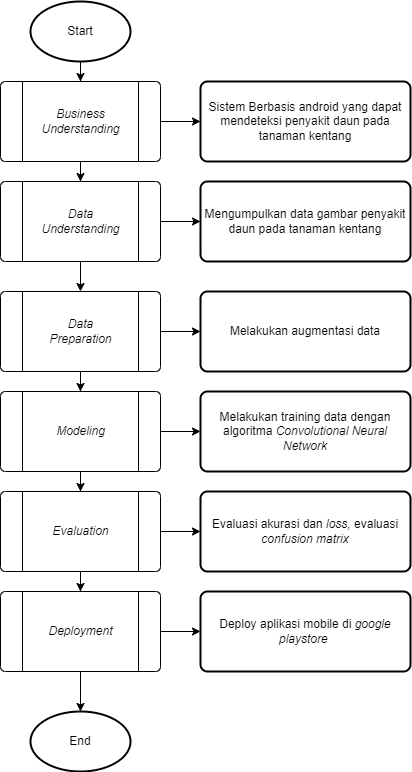 Start
Business
Understanding
Sistem Berbasis android yang dapat
mendeteksi penyakit daun pada
tanaman kentang
Data
Understanding
Mengumpulkan data gambar penyakit
daun pada tanaman kentang
Data
Preparation
Melakukan augmentasi data
Modeling
Melakukan training data dengan
algoritma Convolutional Neural
Network
Evaluation
Evaluasi akurasi dan loss, evaluasi
confusion matrix
Deployment
Deploy aplikasi mobile di google
playstore
End